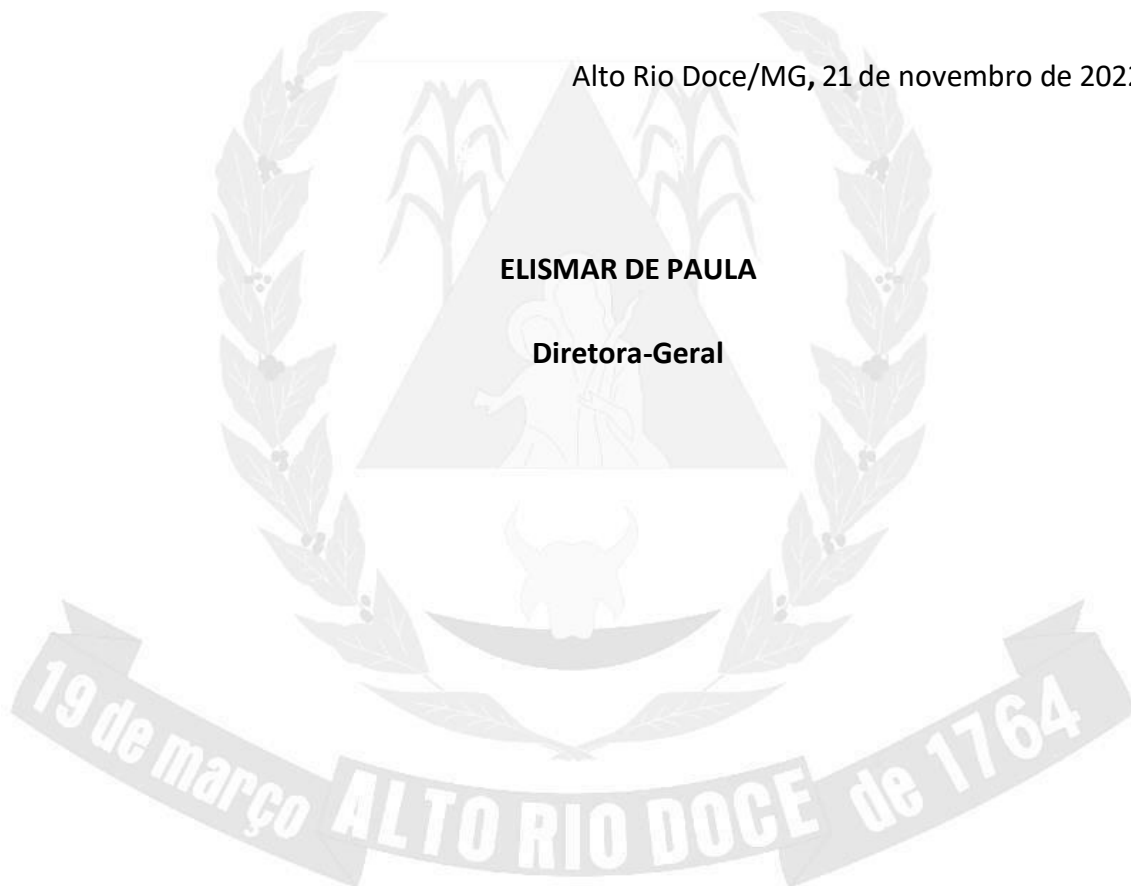 Alto Rio Doce/MG, 21 de novembro de 2022
ELISMAR DE PAULA
Diretora-Geral
19 de março ALTO RIO DOCE de 1764